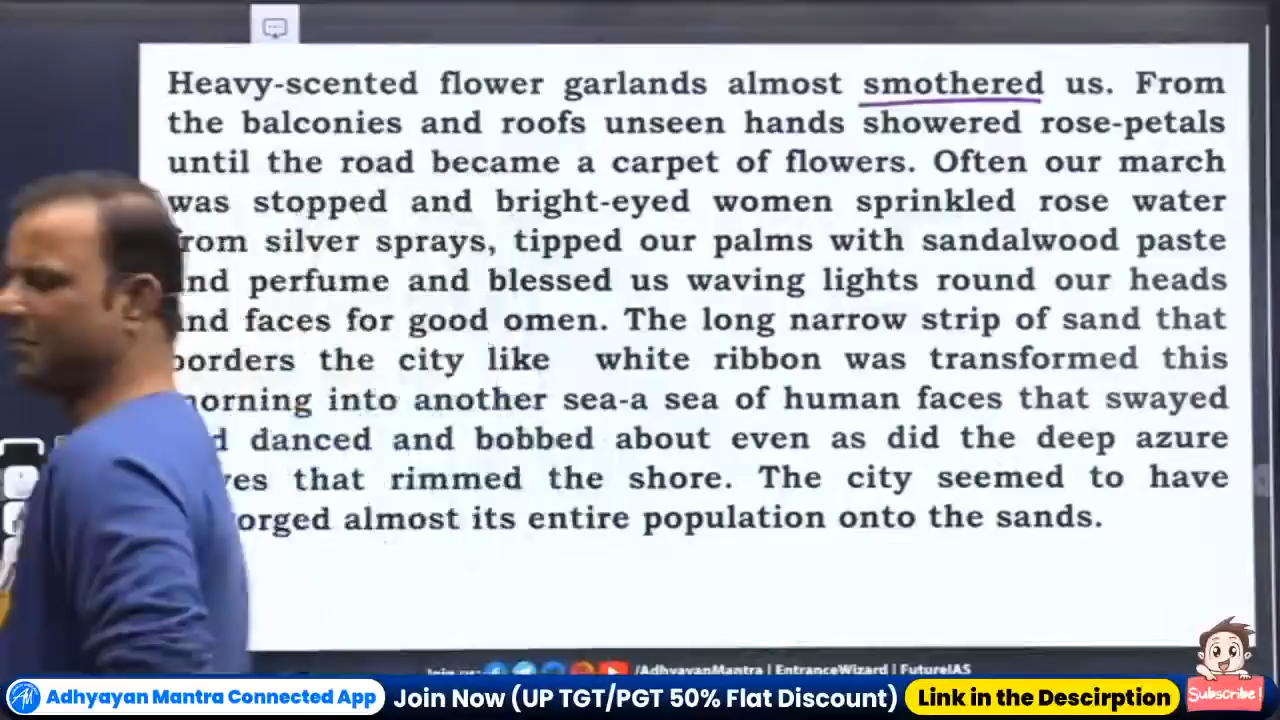 Heavy-scented flower garlands almost smothered us. From
the balconies and roofs unseen hands showered rose-petals
until the road became a carpet of flowers. Often our march
was stopped and bright-eyed women sprinkled rose water
from silver sprays, tipped our palms with sandalwood paste
and perfume and blessed us waving lights round our heads
and faces for good omen. The long narrow strip of sand that
borders the city like white ribbon was transformed this
morning into another sea-a sea of human faces that swayed
danced and bobbed about even as did the deep azure
that rimmed the shore. The city seemed to have
almost its entire population onto the sands.
/AdhyayanMantra | EntranceWizard | FutureIAS
Adhyayan Mantra Connected App Join Now (UP TGT/PGT 50% Flat Discount) Link in the Descirption Subscribe!